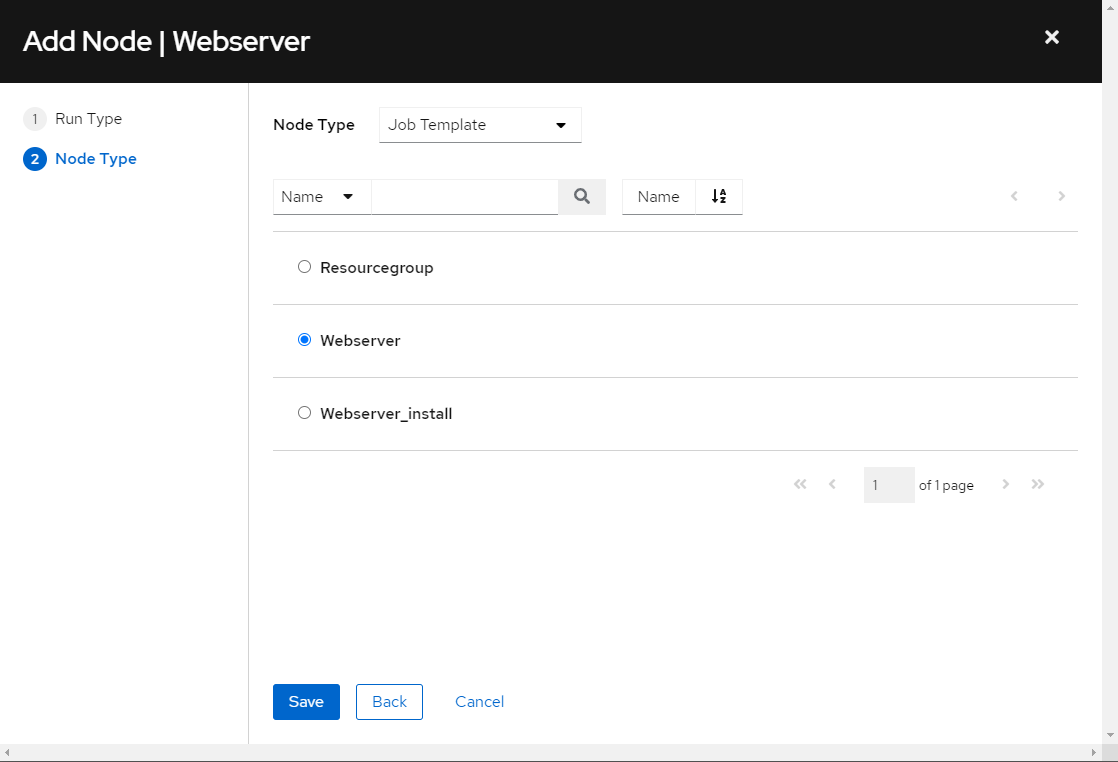 Add Node | Webserver
1 Run Type
2 Node Type
Node Type Job Template
Name Name
Resourcegroup
Webserver
Webserver_install
1 of 1 page
Save Back Cancel